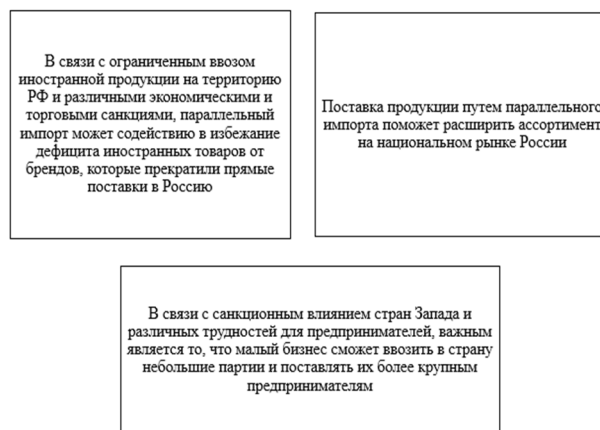 В связи с ограниченным ввозом
иностранной продукции на территорию
РФ и различными экономическими и
торговыми санкциями, параллельный
импорт может содействию в избежание
дефицита иностранных товаров от
брендов, которые прекратили прямые
поставки в Россию
Поставка продукции путем параллельного
импорта поможет расширить ассортимент
на национальном рынке России
В связи с санкционным влиянием стран Запада и
различных трудностей для предпринимателей, важным
является то, что малый бизнес сможет ввозить в страну
небольшие партии и поставлять их более крупным
предпринимателям